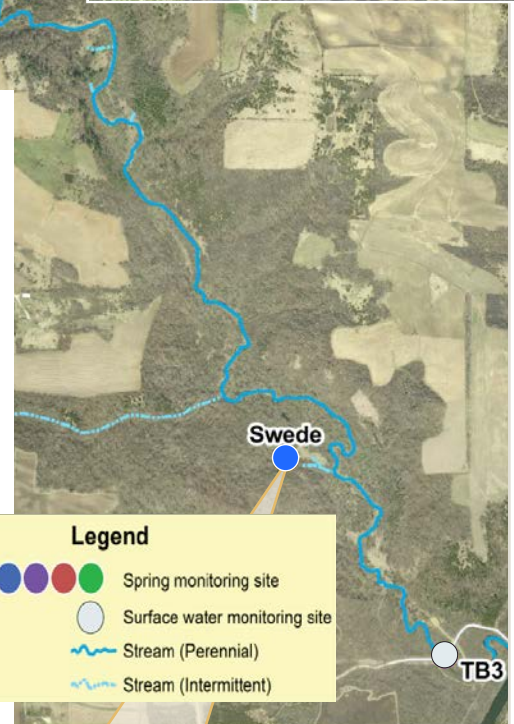 Swede
Legend
Spring monitoring site
Surface water monitoring site
Stream (Perennial)
Stream (Intermittent)
TB3